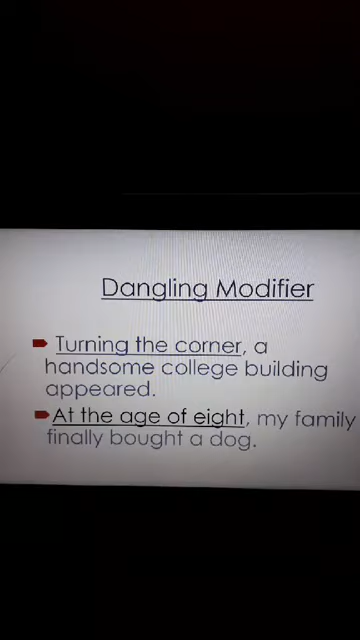 Dangling Modifier
Turning the corner, a
handsome college building
appeared.
At the age of eight, my family
finally bought a dog.